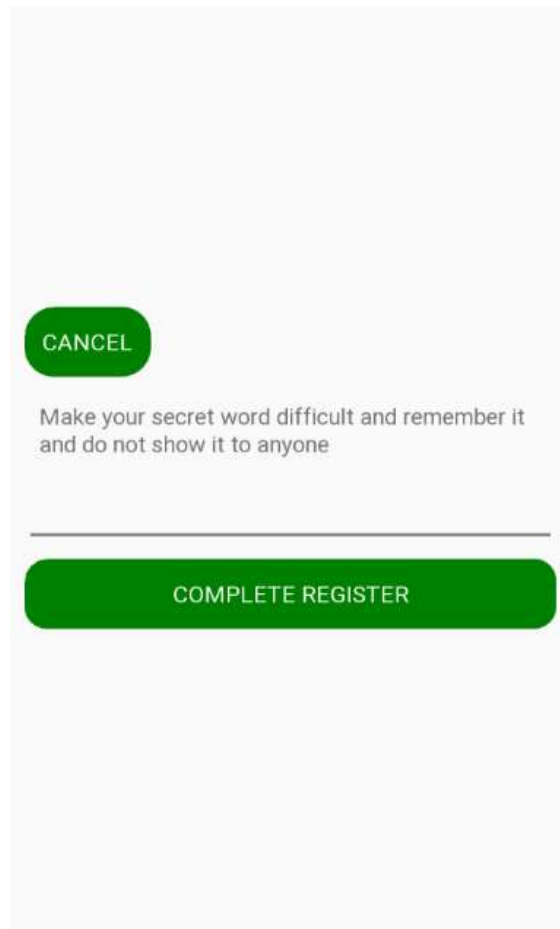 CANCEL
Make your secret word difficult and remember it
and do not show it to anyone
COMPLETE REGISTER